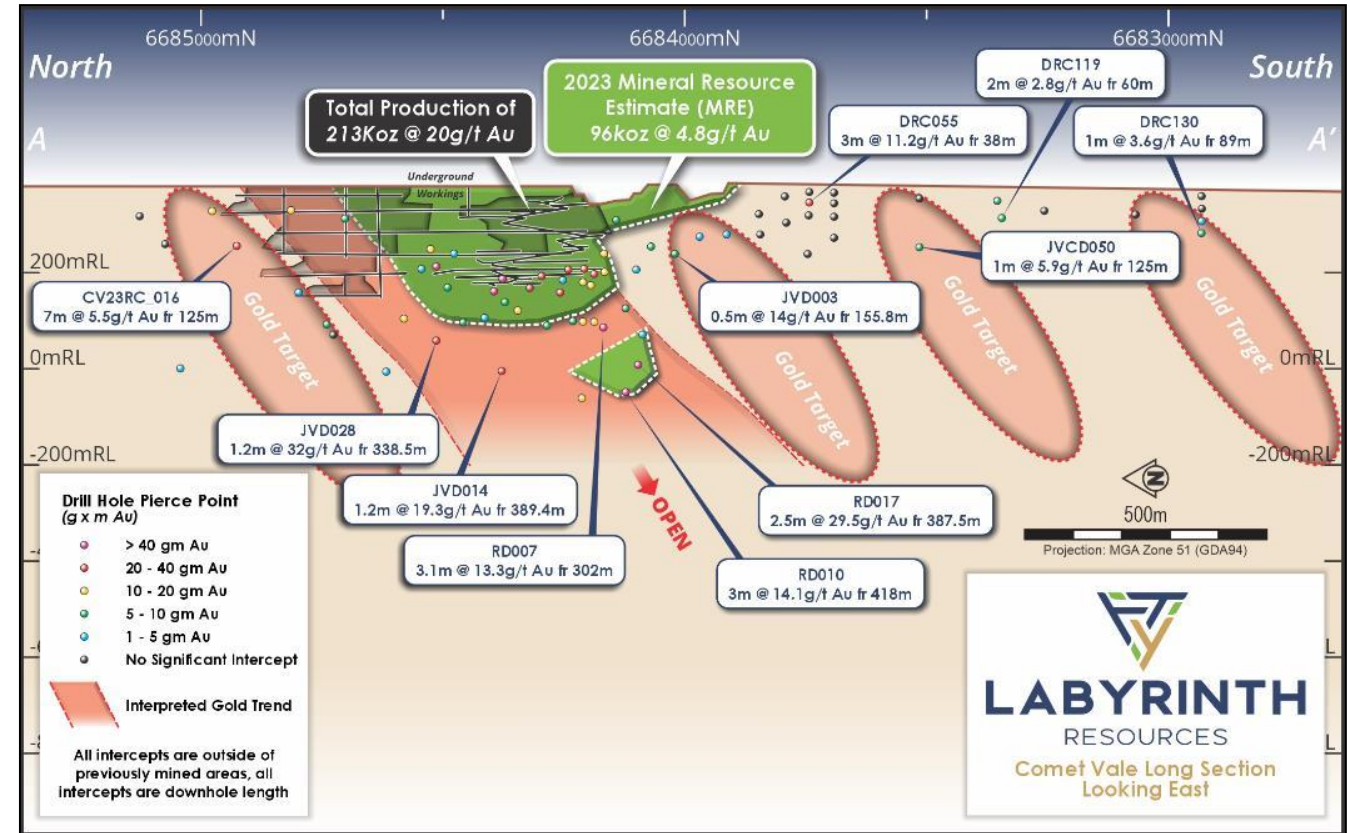 6685000mN
6684000mN
6683000mN
North
South
A
A'
Total Production of
213Koz @ 20g/t Au
2023 Mineral Resource
Estimate (MRE)
96koz @ 4.8g/t Au
DRC119
2m @ 2.8g/t Au fr 60m
DRC055
3m @ 11.2g/t Au fr 38m
DRC130
1m @ 3.6g/t Au fr 89m
Underground
Workings
200mRL
CV23RC_016
7m @ 5.5g/t Au fr 125m
Gold Target
JVD003
0.5m @ 14g/t Au fr 155.8m
Gold Target
JVCD050
1m @ 5.9g/t Au fr 125m
Gold Target
Gold Target
0mRL
0mRL
JVD028
1.2m @ 32g/t Au fr 338.5m
-200mRL
-200mRL
JVD014
1.2m @ 19.3g/t Au fr 389.4m
RD007
3.1m @ 13.3g/t Au fr 302m
OPEN
RD017
2.5m @ 29.5g/t Au fr 387.5m
RD010
3m @ 14.1g/t Au fr 418m
N
500m
Projection: MGA Zone 51 (GDA94)
Drill Hole Pierce Point
(g x m Au)
> 40 gm Au
20 - 40 gm Au
10 - 20 gm Au
5 - 10 gm Au
1 - 5 gm Au
No Significant Intercept
Interpreted Gold Trend
All intercepts are outside of
previously mined areas, all
intercepts are downhole length
LABYRINTH
RESOURCES
Comet Vale Long Section
Looking East